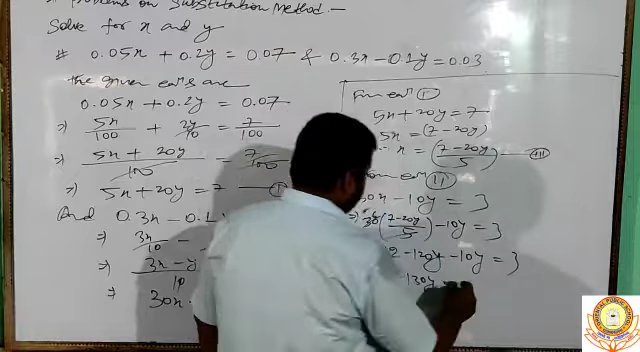 Problems on Substitution Method:-
Solve for x and y
# 0.05x + 0.2y = 0.07 & 0.3x - 0.1y = 0.03
the given eqns are
0.05x + 0.2y = 0.07
⇒ 5x/100 + 2y/10 = 7/100
⇒ (5x + 20y)/100 = 7/100
⇒ 5x + 20y = 7 — (I)
And 0.3x - 0.1
⇒ 3x/10 -
⇒ (3x - y)/10
⇒ 30x
From eqn (I)
5x + 20y = 7
5x = (7 - 20y)
x = (7 - 20y)/5 — (III)
From eqn (II)
0x - 10y = 3
⇒ 30((7 - 20y)/5) - 10y = 3
2 - 120y - 10y = 3
- 130y =